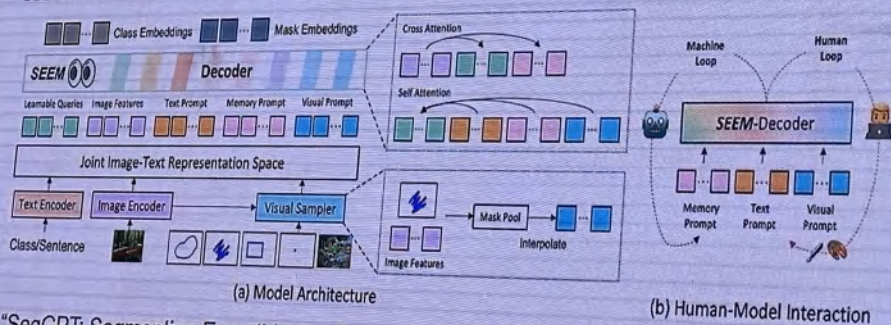 Class Embeddings
Mask Embeddings
SEEM
Decoder
Learnable Queries
Image Features
Text Prompt
Memory Prompt
Visual Prompt
Joint Image-Text Representation Space
Text Encoder
Image Encoder
Visual Sampler
Class/Sentence
Cross Attention
Self Attention
Mask Pool
Image Features
Interpolate
(a) Model Architecture
Machine
Loop
Human
Loop
SEEM-Decoder
Memory
Prompt
Text
Prompt
Visual
Prompt
(b) Human-Model Interaction